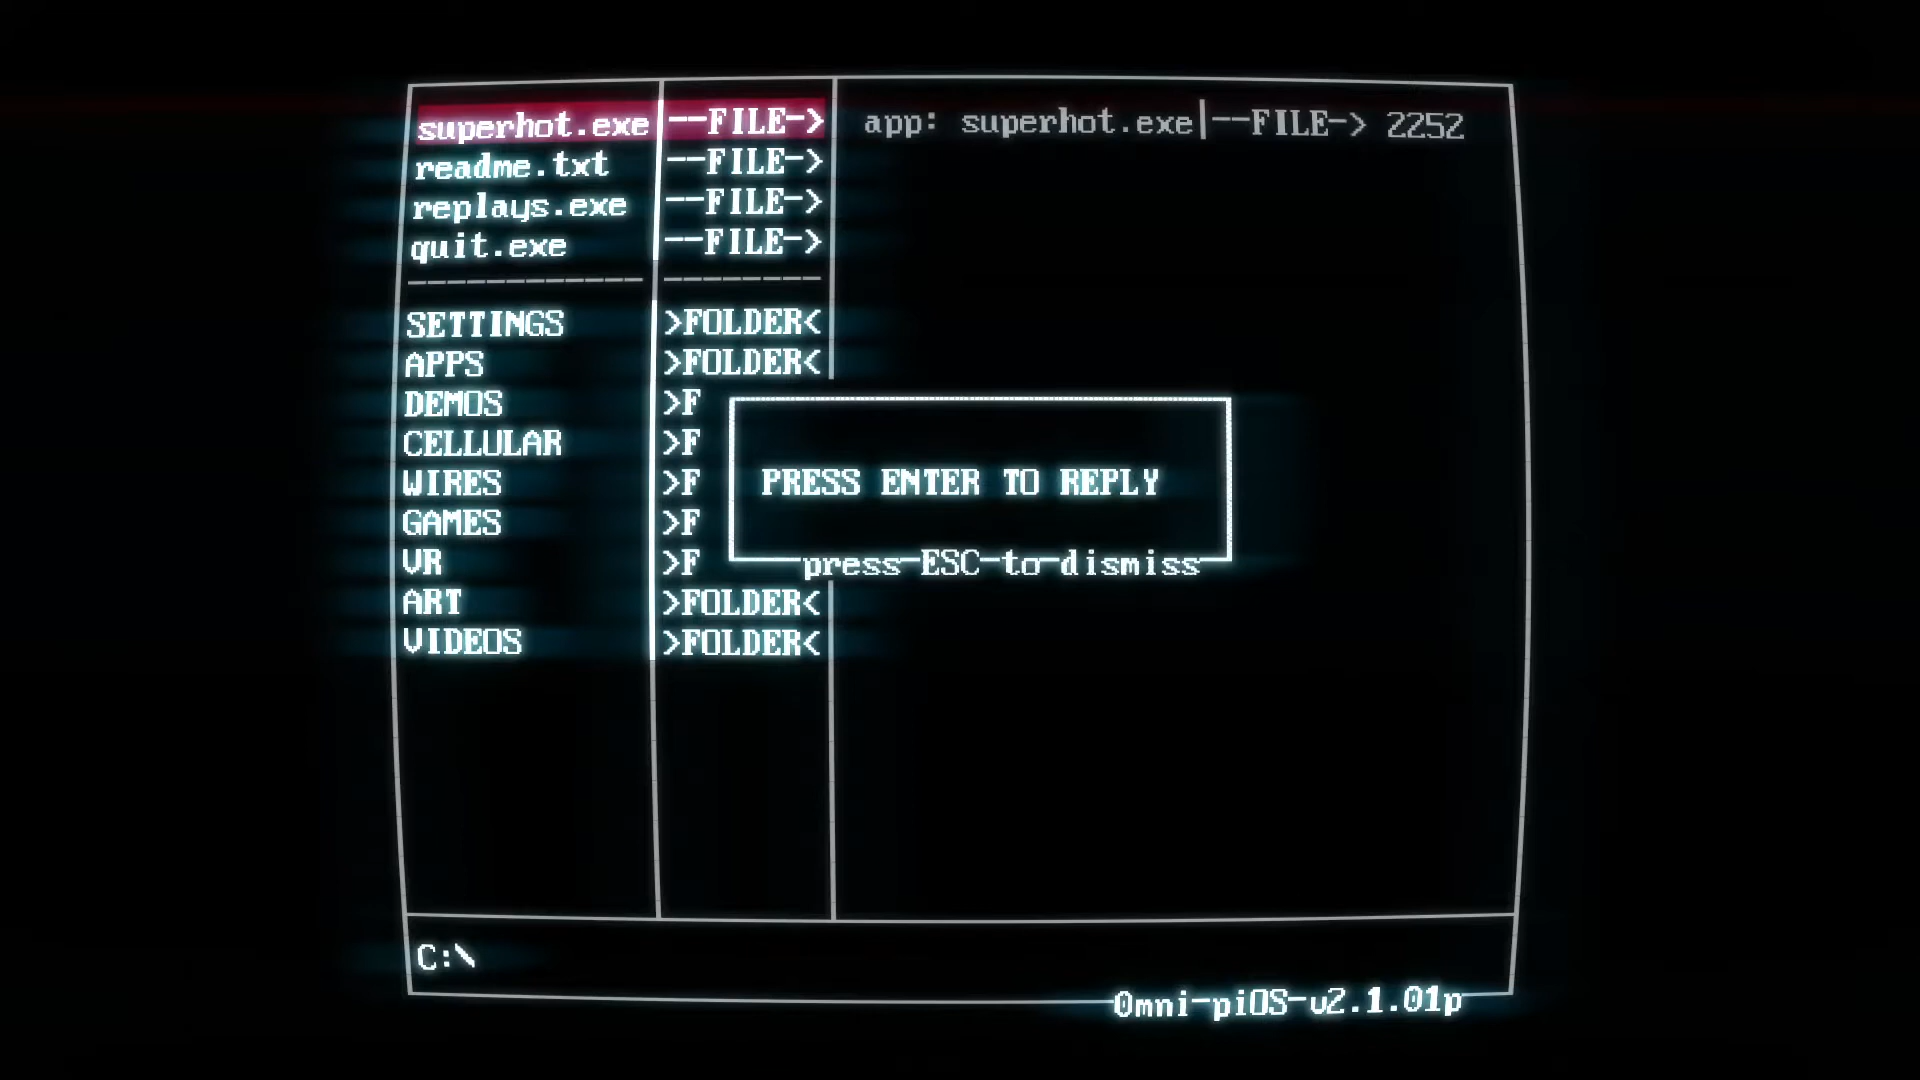 superhot.exe|--FILE-> app: superhot.exe|--FILE-> 2252
readme.txt --FILE->
replays.exe --FILE->
quit.exe --FILE->
SETTINGS >FOLDER<
APPS >FOLDER<
DEMOS >F
CELLULAR >F
WIRES >F
GAMES >F
VR >F
ART >FOLDER<
VIDEOS >FOLDER<
PRESS ENTER TO REPLY
press-ESC-to-dismiss
C:\
Omni-piOS-v2.1.01p